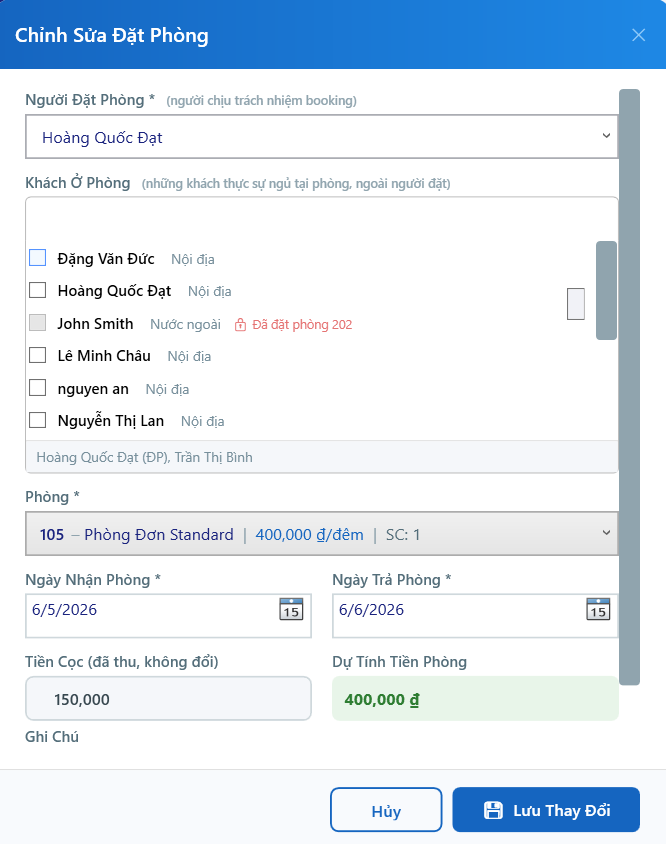 Chỉnh Sửa Đặt Phòng
Người Đặt Phòng * (người chịu trách nhiệm booking)
Hoàng Quốc Đạt
Khách Ở Phòng (những khách thực sự ngủ tại phòng, ngoài người đặt)
Đặng Văn Đức Nội địa
Hoàng Quốc Đạt Nội địa
John Smith Nước ngoài Đã đặt phòng 202
Lê Minh Châu Nội địa
nguyen an Nội địa
Nguyễn Thị Lan Nội địa
Hoàng Quốc Đạt (ĐP), Trần Thị Bình
Phòng *
105 – Phòng Đơn Standard | 400,000 ₫/đêm | SC: 1
Ngày Nhận Phòng * Ngày Trả Phòng *
6/5/2026 15 6/6/2026 15
Tiền Cọc (đã thu, không đổi) Dự Tính Tiền Phòng
150,000 400,000 ₫
Ghi Chú
Hủy Lưu Thay Đổi